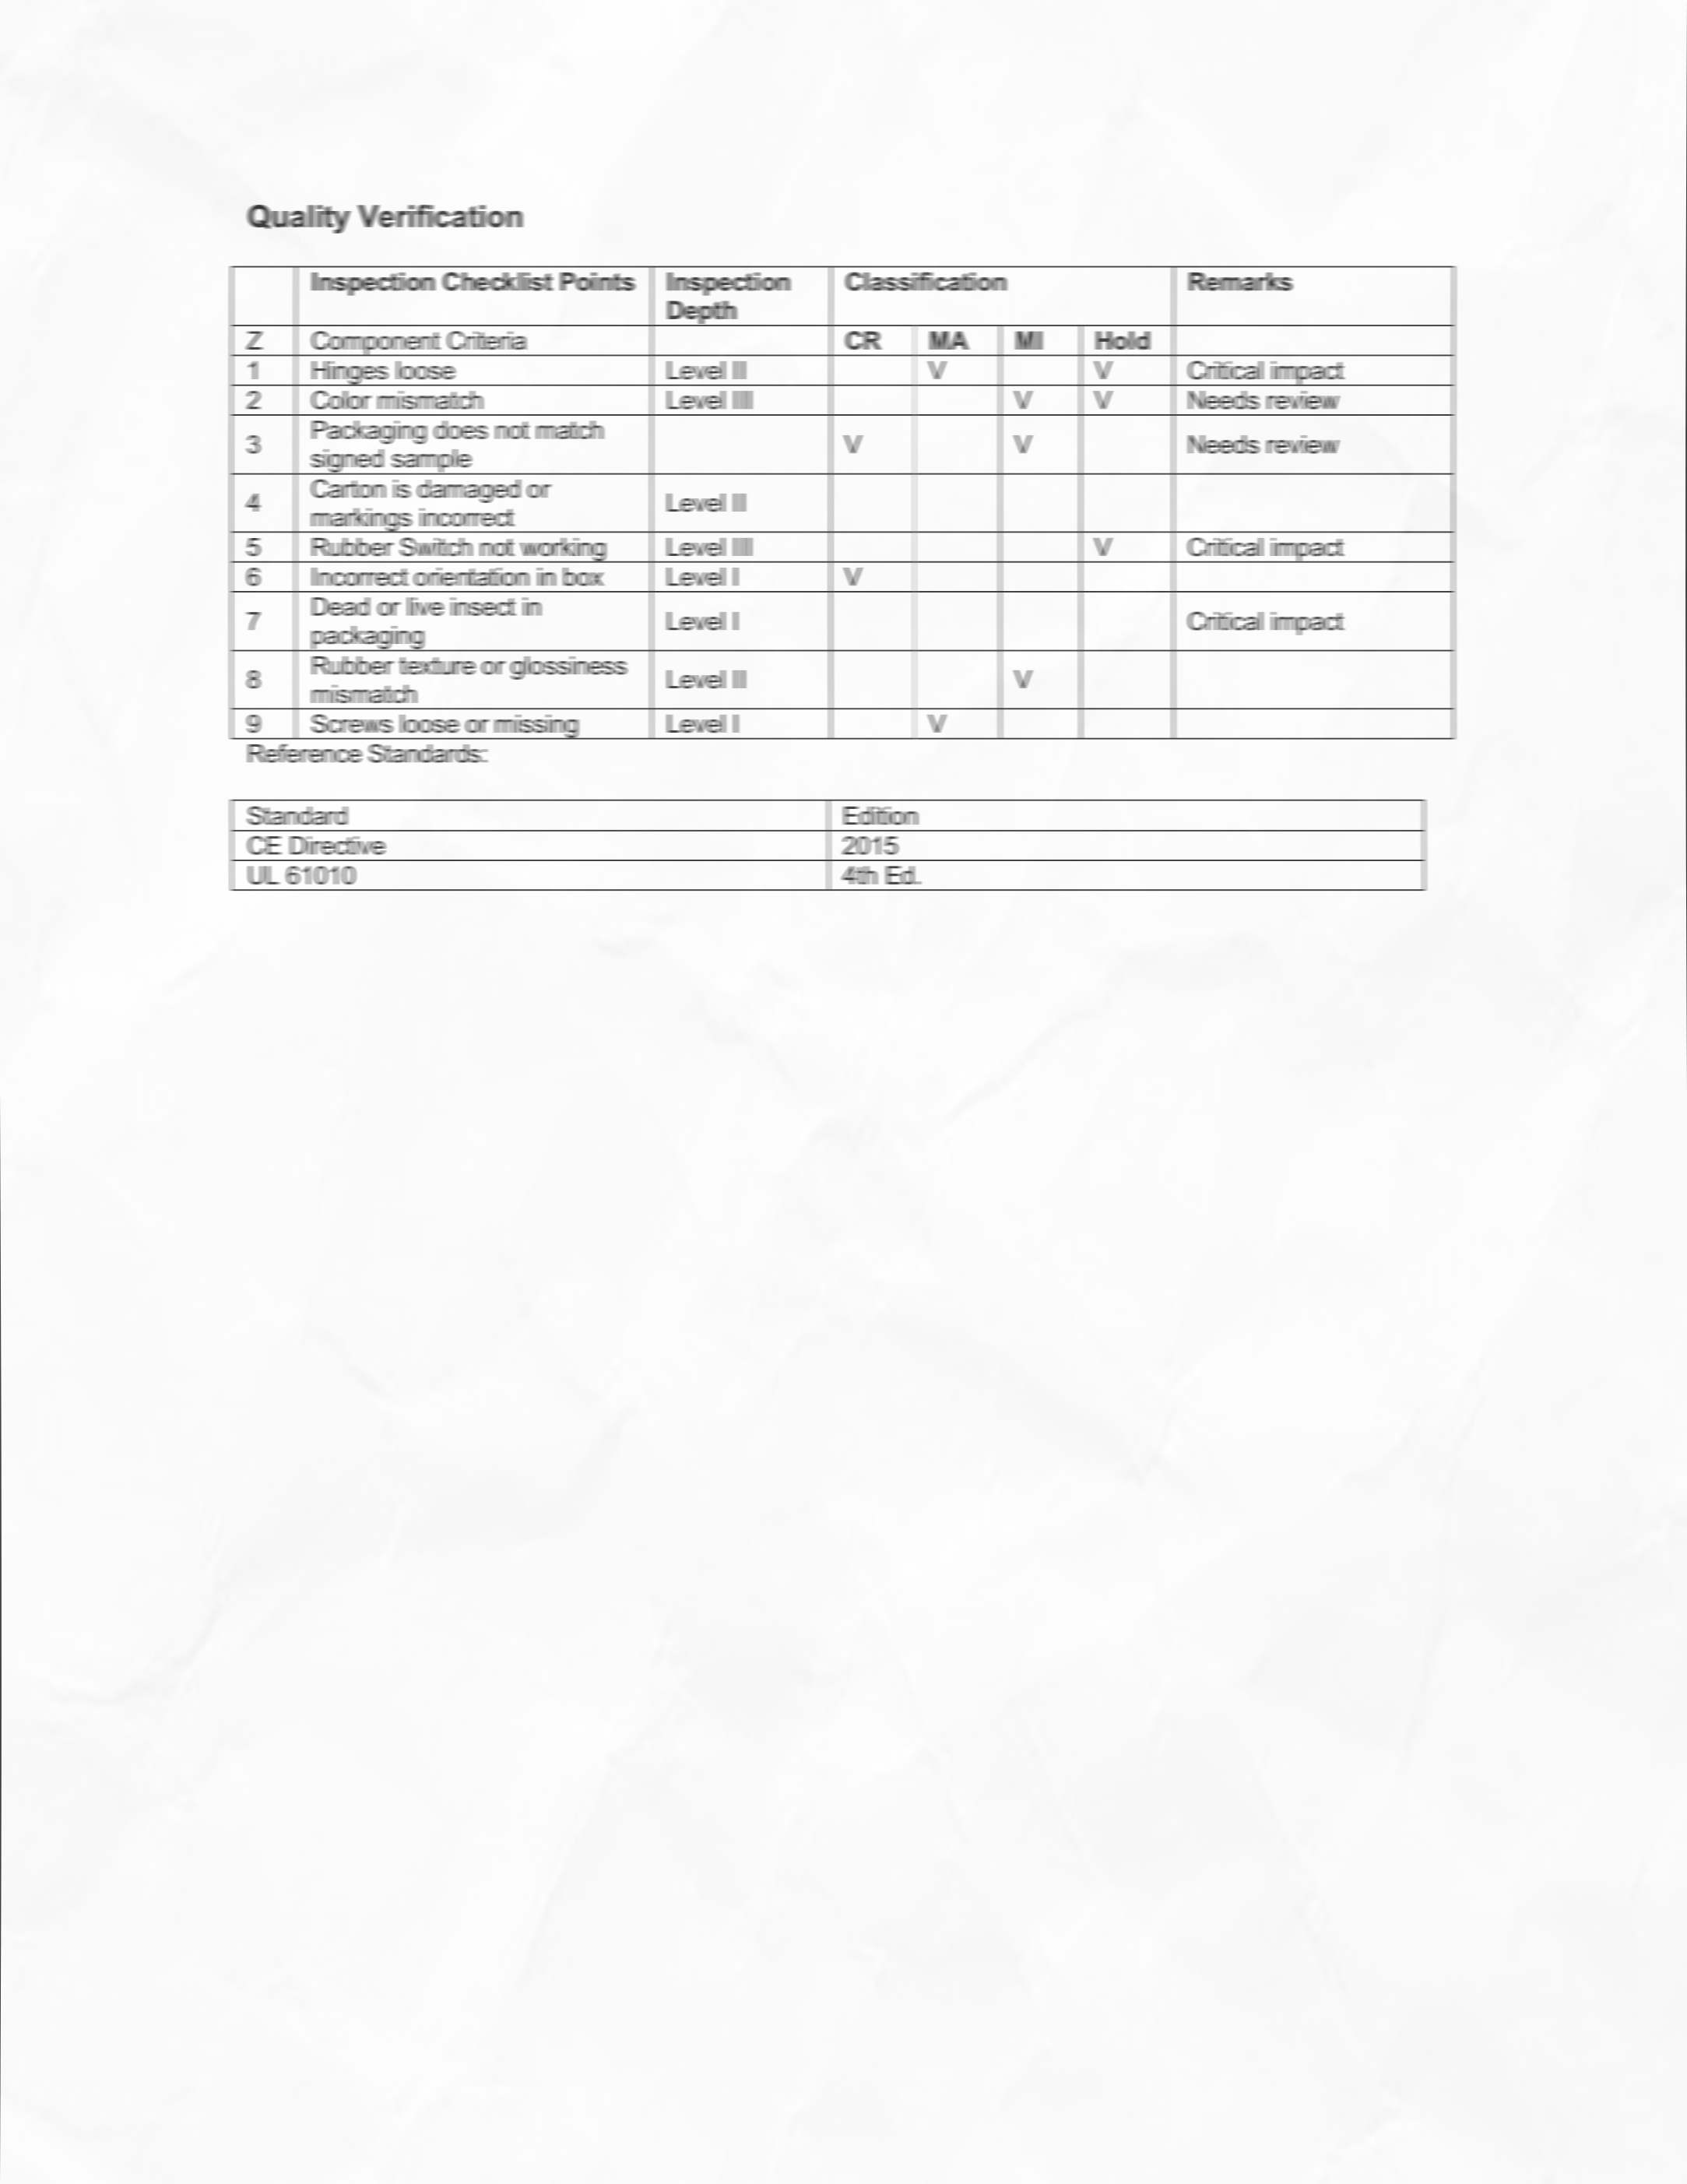 Quality Verification
Inspection Checklist Points Inspection Depth Classification Remarks
Z Component Criteria CR MA MI Hold
1 Hinges loose Level II V V Critical impact
2 Color mismatch Level III V V Needs review
3 Packaging does not match
signed sample V V Needs review
4 Carton is damaged or
markings incorrect Level II
5 Rubber Switch not working Level III V Critical impact
6 Incorrect orientation in box Level I V
7 Dead or live insect in
packaging Level I Critical impact
8 Rubber texture or glossiness
mismatch Level II V
9 Screws loose or missing Level I V
Reference Standards:
Standard Edition
CE Directive 2015
UL 61010 4th Ed.